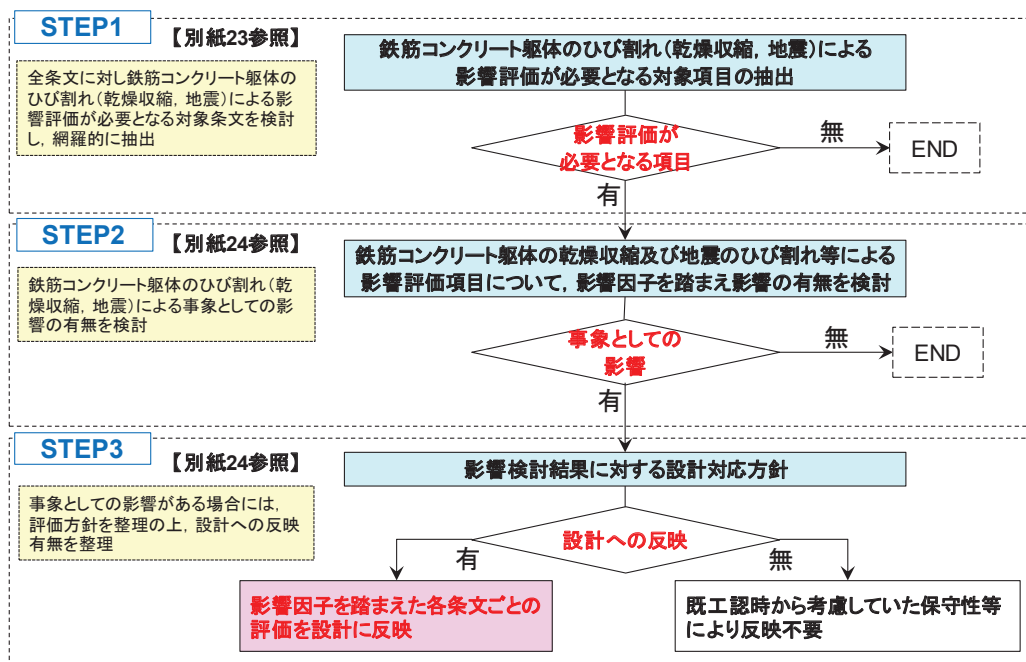 STEP1
【別紙23参照】
全条文に対し鉄筋コンクリート躯体の
ひび割れ(乾燥収縮, 地震)による影
響評価が必要となる対象条文を検討
し, 網羅的に抽出
鉄筋コンクリート躯体のひび割れ(乾燥収縮, 地震)による
影響評価が必要となる対象項目の抽出
影響評価が
必要となる項目
無
END
有
STEP2
【別紙24参照】
鉄筋コンクリート躯体のひび割れ(乾
燥収縮, 地震)による事象としての影
響の有無を検討
鉄筋コンクリート躯体の乾燥収縮及び地震のひび割れ等による
影響評価項目について, 影響因子を踏まえ影響の有無を検討
事象としての
影響
無
END
有
STEP3
【別紙24参照】
事象としての影響がある場合には,
評価方針を整理の上, 設計への反映
有無を整理
影響検討結果に対する設計対応方針
設計への反映
有
無
影響因子を踏まえた各条文ごとの
評価を設計に反映
既工認時から考慮していた保守性等
により反映不要